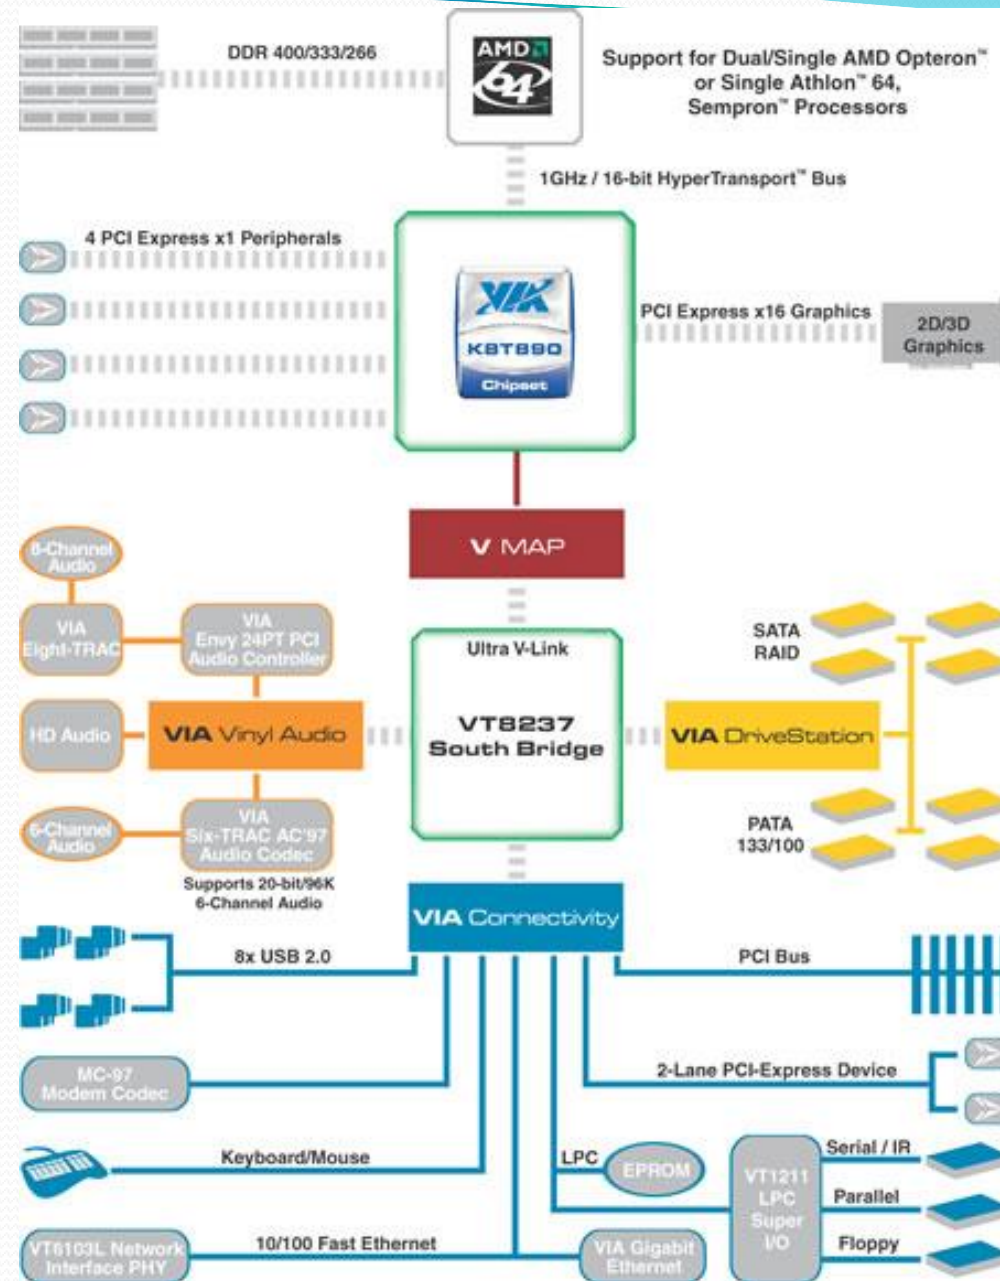 DDR 400/333/266
AMD
64
Support for Dual/Single AMD Opteron™
or Single Athlon™ 64,
Sempron™ Processors
1GHz / 16-bit HyperTransport™ Bus
4 PCI Express x1 Peripherals
VIA
K8T890
Chipset
PCI Express x16 Graphics
2D/3D
Graphics
V MAP
8-Channel
Audio
VIA
Eight-TRAC
VIA
Envy 24PT PCI
Audio Controller
Ultra V-Link
SATA
RAID
HD Audio
VIA Vinyl Audio
VT8237
South Bridge
VIA DriveStation
6-Channel
Audio
VIA
Six-TRAC AC'97
Audio Codec
PATA
133/100
Supports 20-bit/96K
6-Channel Audio
VIA Connectivity
8x USB 2.0
PCI Bus
MC-97
Modem Codec
2-Lane PCI-Express Device
Keyboard/Mouse
LPC
EPROM
VT1211
LPC
Super
I/O
Serial / IR
Parallel
Floppy
VT6103L Network
Interface PHY
10/100 Fast Ethernet
VIA Gigabit
Ethernet